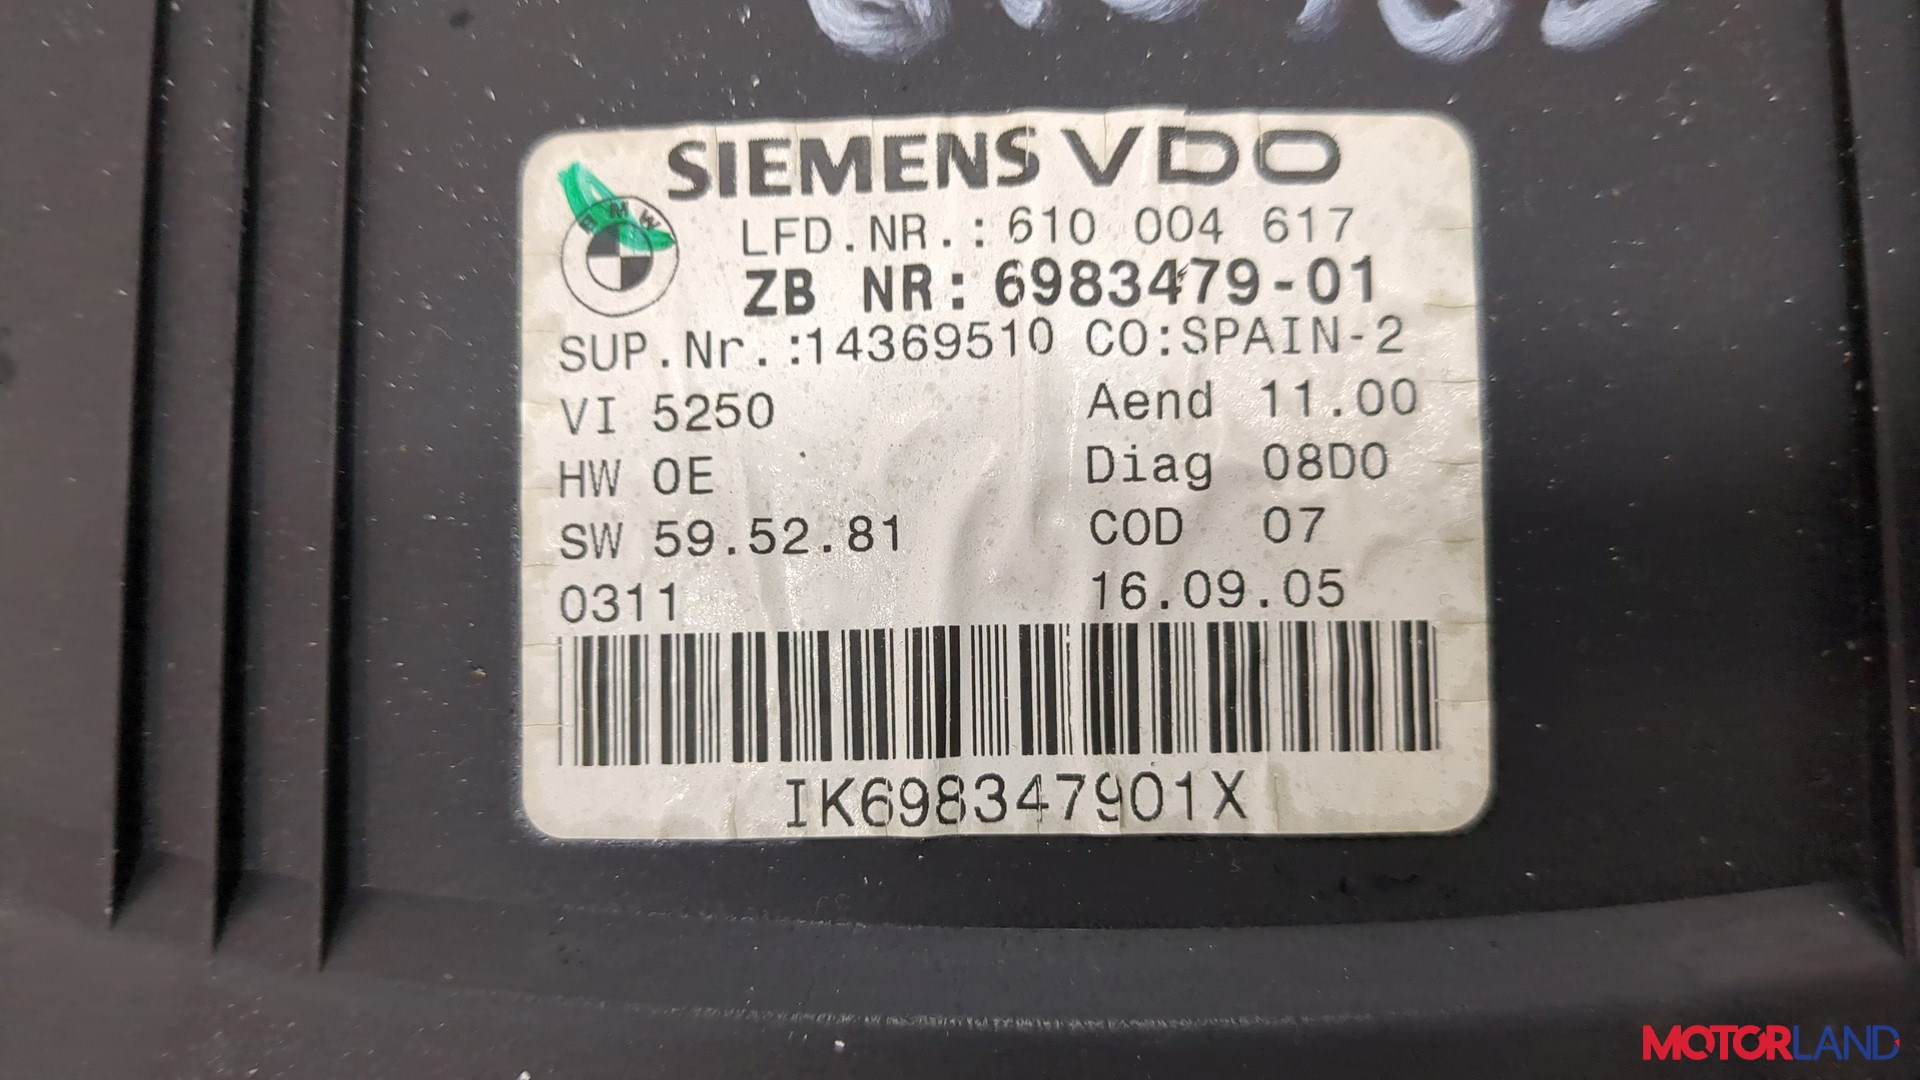 SIEMENS VDO
BMW
LFD.NR.: 610 004 617
ZB NR: 6983479-01
SUP.Nr.:14369510 CO:SPAIN-2
VI 5250 Aend 11.00
HW 0E Diag 08D0
SW 59.52.81 COD 07
0311 16.09.05
IK698347901X
MOTORLAND